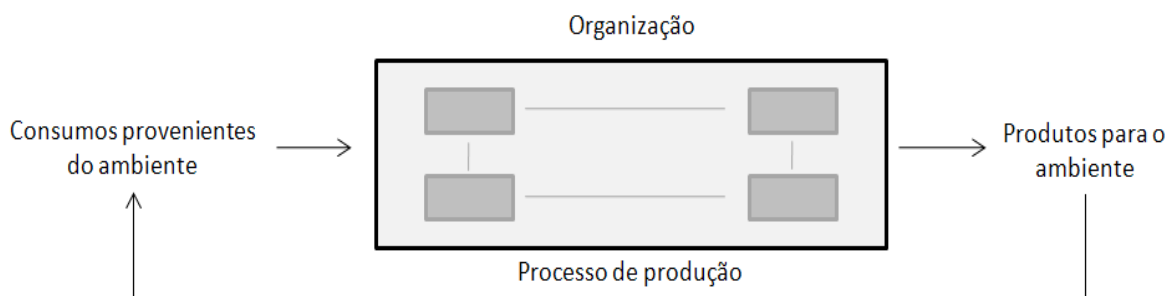 Organização
Consumos provenientes
do ambiente
Produtos para o
ambiente
Processo de produção